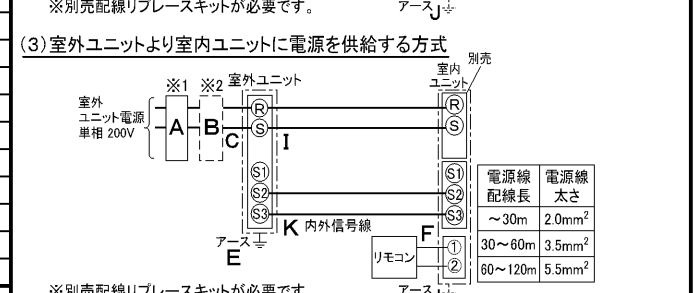 ※別売配線リプレースキットが必要です。
アース J
(3)室外ユニットより室内ユニットに電源を供給する方式
※1 ※2 室外ユニット
室内
ユニット
別売
室外
ユニット電源
単相 200V
A B C
R
S
I
R
S
S1
S2
S3
S1
S2
S3
K 内外信号線
アース
E
F
リモコン
①
②
電源線配線長 電源線太さ
～30m 2.0mm²
30～60m 3.5mm²
60～120m 5.5mm²
※別売配線リプレースキットが必要です
アース